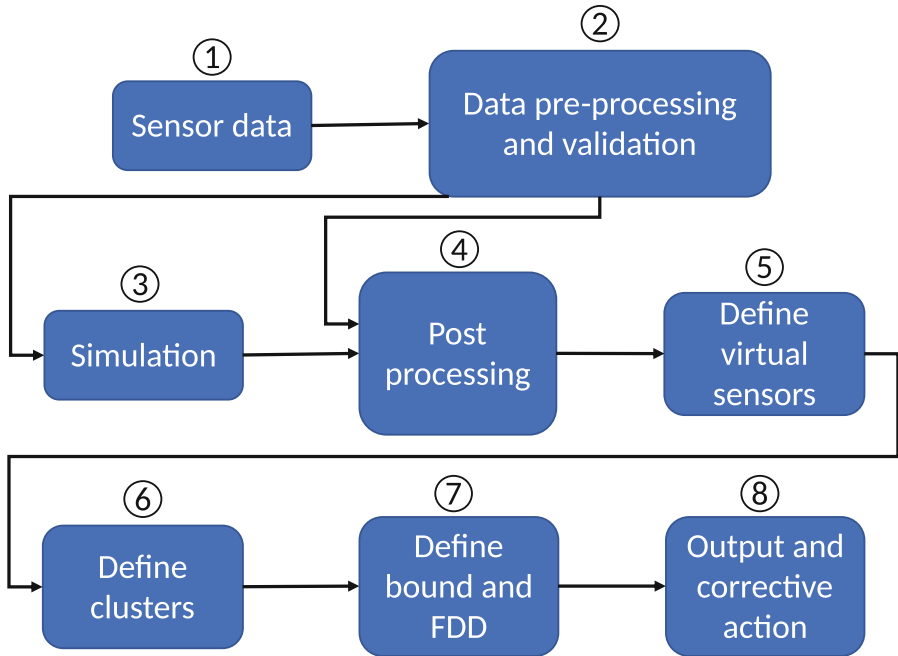 ①
Sensor data
②
Data pre-processing
and validation
③
Simulation
④
Post
processing
⑤
Define
virtual
sensors
⑥
Define
clusters
⑦
Define
bound and
FDD
⑧
Output and
corrective
action